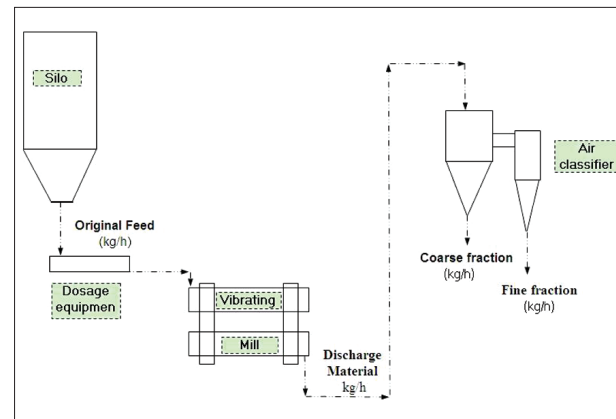 Silo
Original Feed
(kg/h)
Dosage
equipmen
Vibrating
Mill
Discharge
Material
kg/h
Air
classifier
Coarse fraction
(kg/h)
Fine fraction
(kg/h)